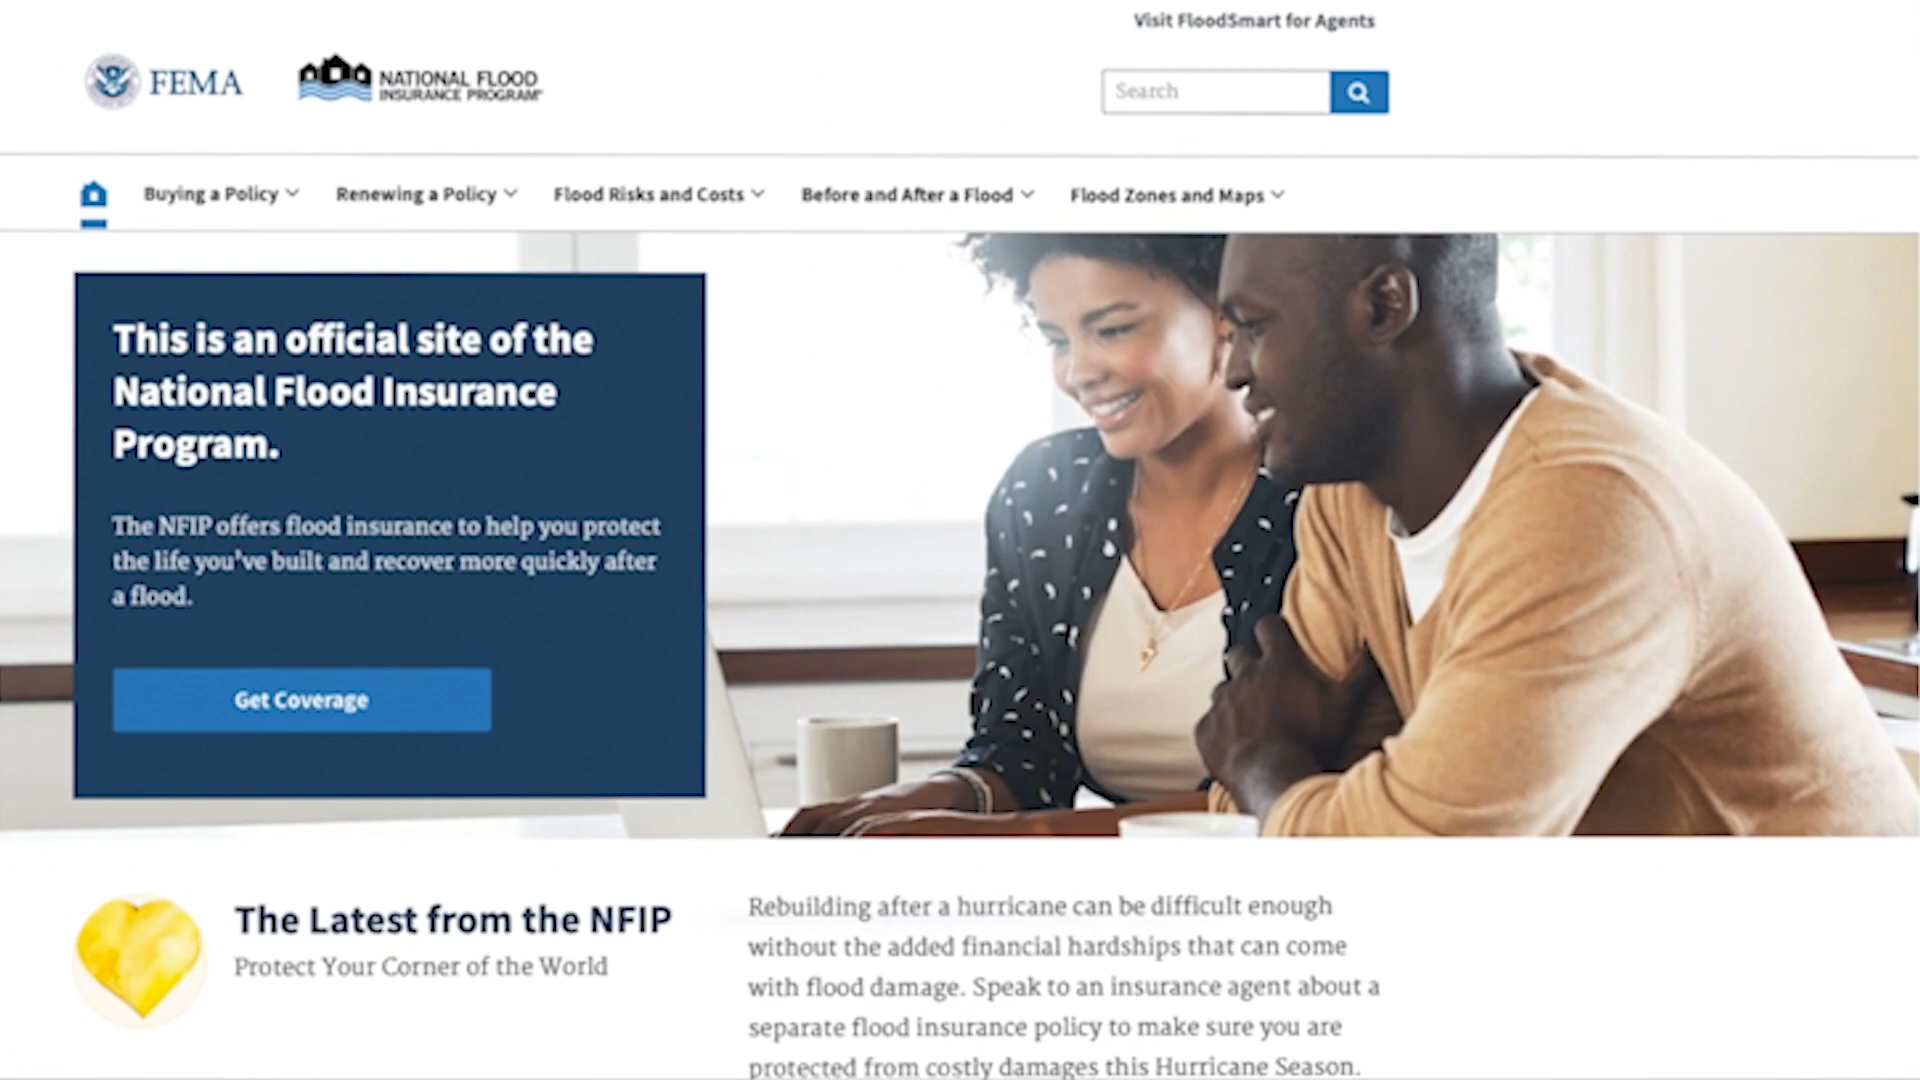 Visit FloodSmart for Agents
FEMA
NATIONAL FLOOD
INSURANCE PROGRAM
Search
Buying a Policy
Renewing a Policy
Flood Risks and Costs
Before and After a Flood
Flood Zones and Maps
This is an official site of the
National Flood Insurance
Program.
The NFIP offers flood insurance to help you protect
the life you've built and recover more quickly after
a flood.
Get Coverage
The Latest from the NFIP
Protect Your Corner of the World
Rebuilding after a hurricane can be difficult enough
without the added financial hardships that can come
with flood damage. Speak to an insurance agent about a
separate flood insurance policy to make sure you are
protected from costly damages this Hurricane Season.